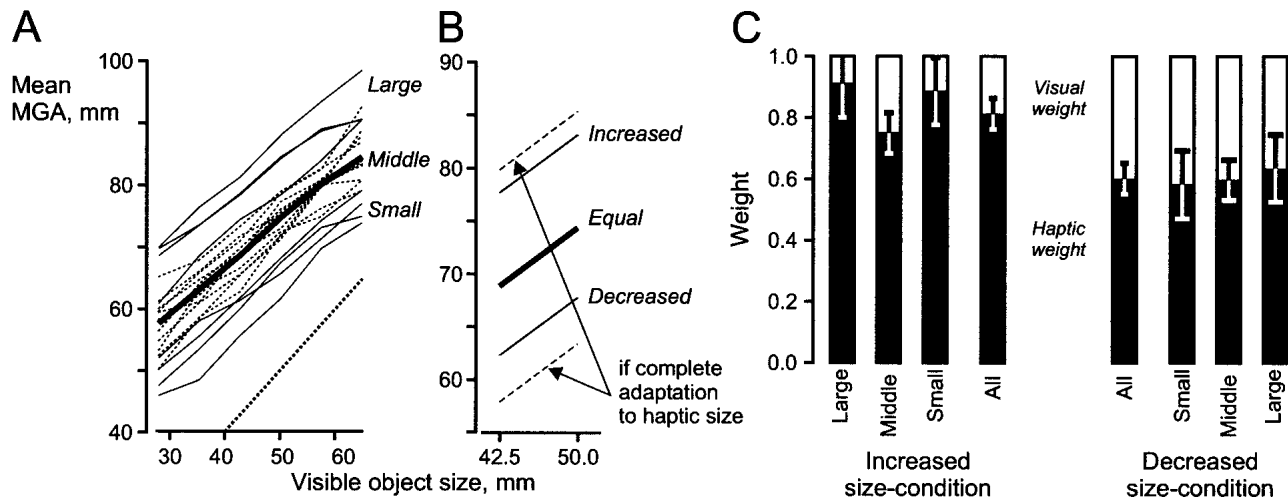 A
Mean
MGA, mm
100
80
60
40
Large
Middle
Small
30 40 50 60
B
90
80
70
60
Increased
Equal
Decreased
if complete
adaptation
to haptic size
42.5 50.0
Visible object size, mm
C
Weight
1.0
0.8
0.6
0.4
0.2
0.0
Large
Middle
Small
All
Increased
size-condition
Visual
weight
Haptic
weight
All
Small
Middle
Large
Decreased
size-condition